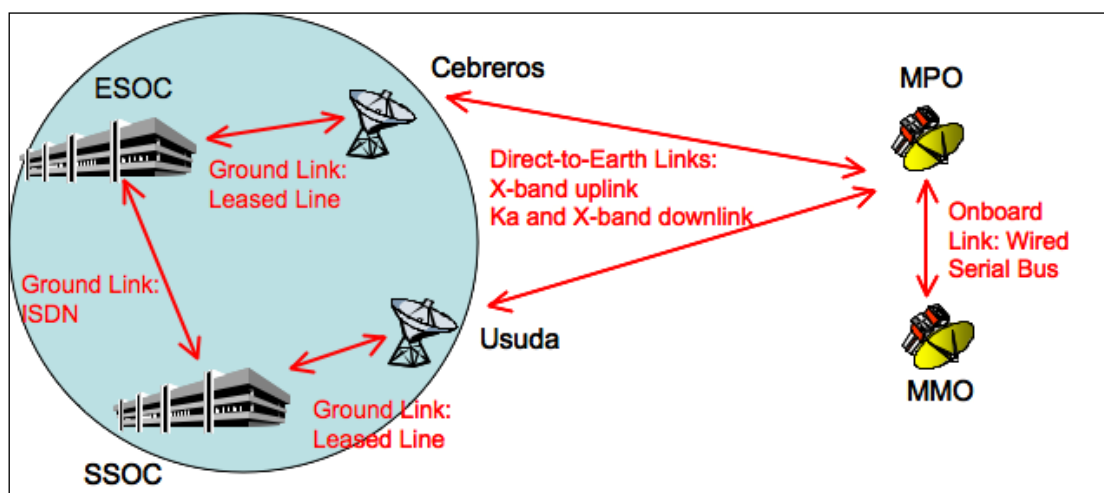 Cebreros
MPO
ESOC
Ground Link:
Leased Line
Direct-to-Earth Links:
X-band uplink
Ka and X-band downlink
Onboard
Link: Wired
Serial Bus
Ground Link:
ISDN
Usuda
MMO
Ground Link:
Leased Line
SSOC